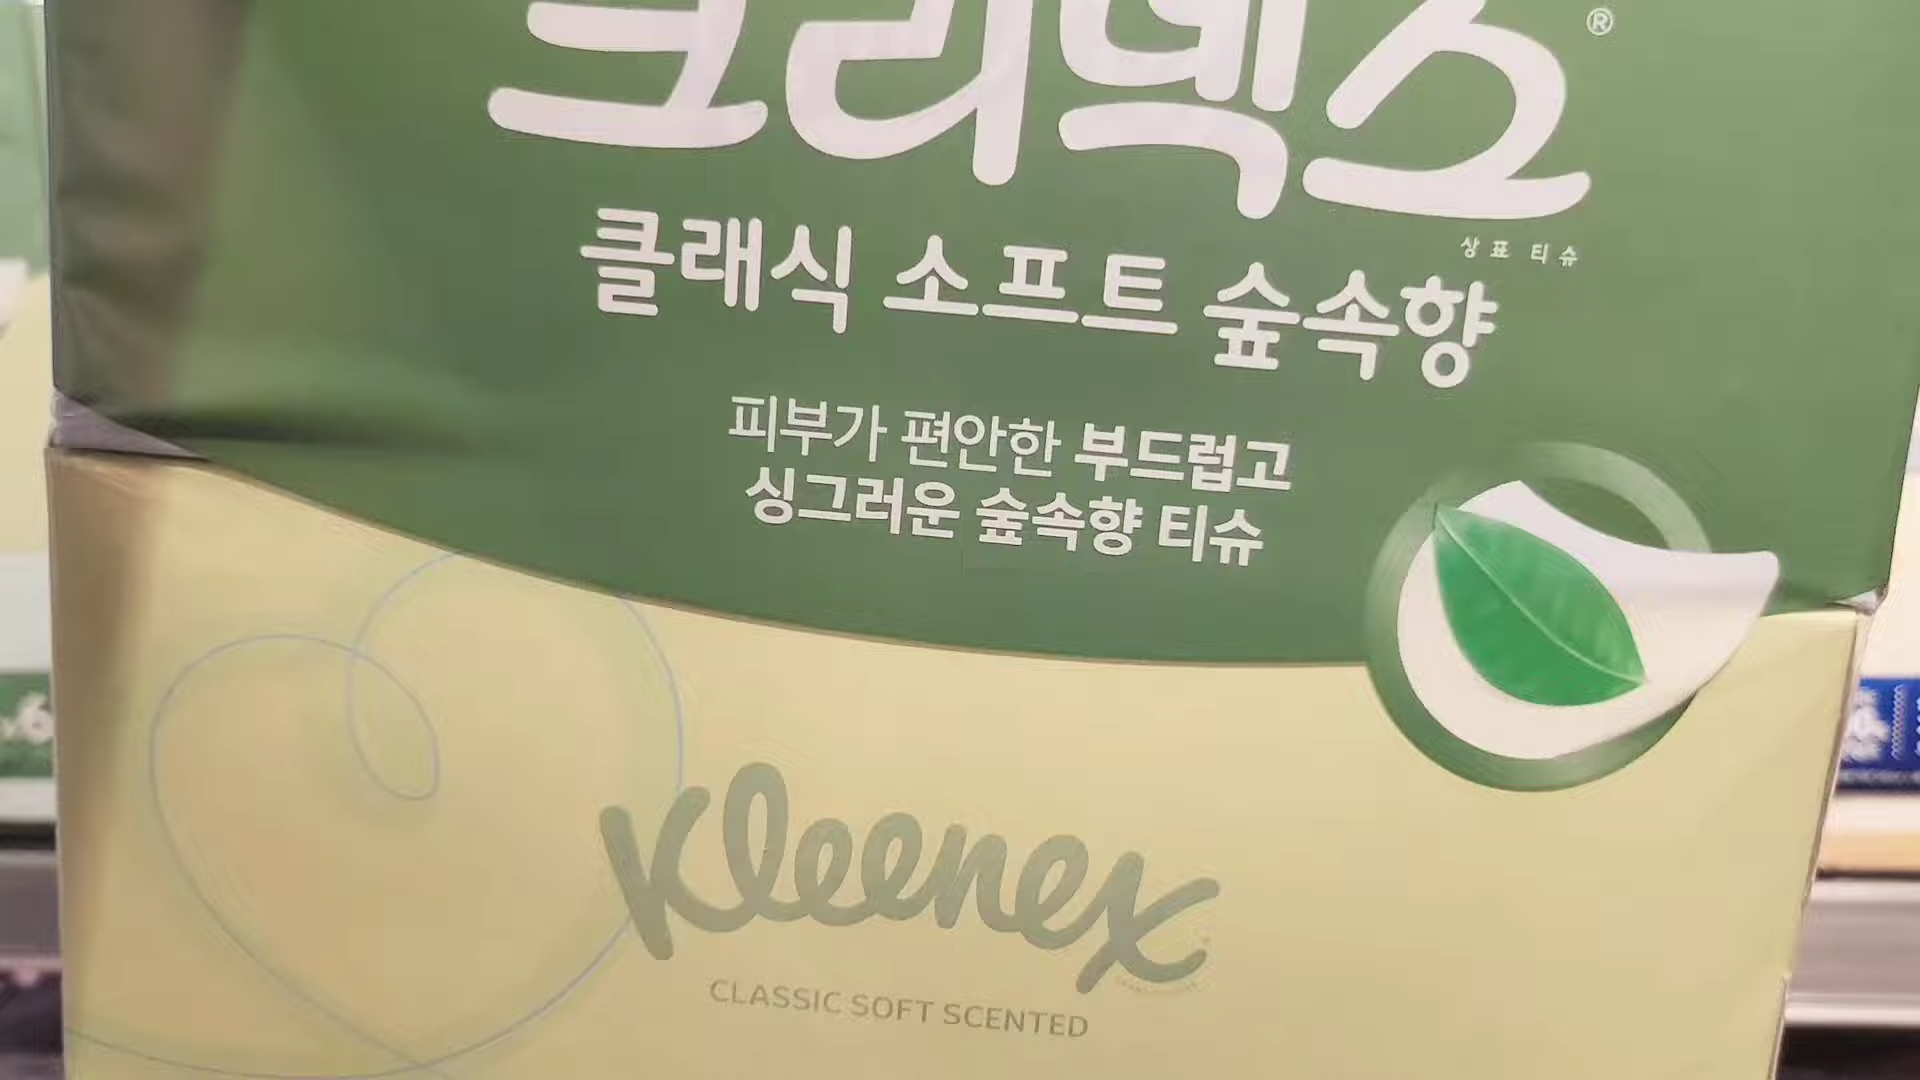 크리넥스®
상표 티슈
클래식 소프트 숲속향
피부가 편안한 부드럽고
싱그러운 숲속향 티슈
Kleenex
CLASSIC SOFT SCENTED